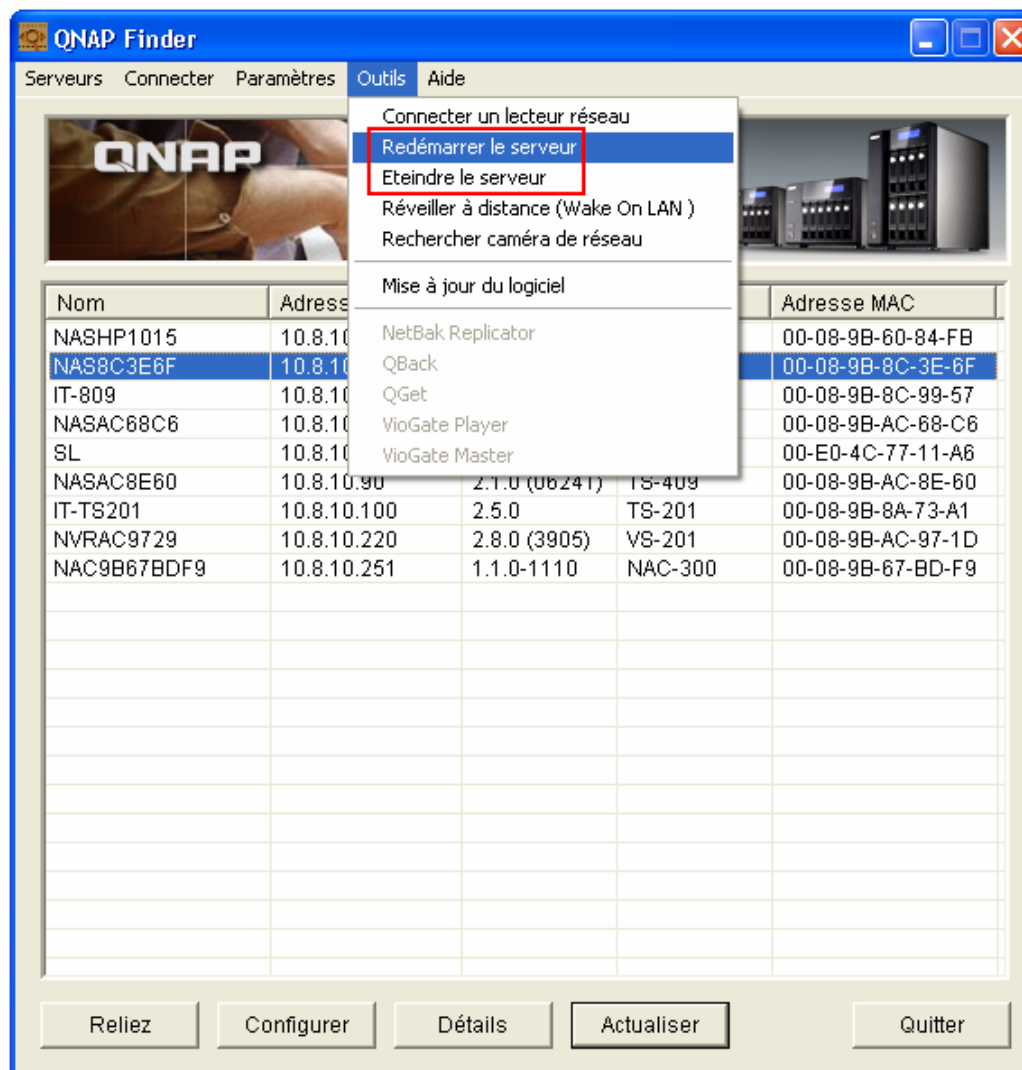 QNAP Finder
Serveurs Connecter Paramètres Outils Aide
Connecter un lecteur réseau
Redémarrer le serveur
Eteindre le serveur
Réveiller à distance (Wake On LAN )
Rechercher caméra de réseau
Mise à jour du logiciel
NetBak Replicator
QBack
QGet
VioGate Player
VioGate Master
QNAP
Nom Adress Adresse MAC
NASHP1015 10.8.10 00-08-9B-60-84-FB
NAS8C3E6F 10.8.10 00-08-9B-8C-3E-6F
IT-809 10.8.10 00-08-9B-8C-99-57
NASAC68C6 10.8.10 00-08-9B-AC-68-C6
SL 10.8.10 00-E0-4C-77-11-A6
NASAC8E60 10.8.10.90 2.1.0 (0624T) TS-409 00-08-9B-AC-8E-60
IT-TS201 10.8.10.100 2.5.0 TS-201 00-08-9B-8A-73-A1
NVRAC9729 10.8.10.220 2.8.0 (3905) VS-201 00-08-9B-AC-97-1D
NAC9B67BDF9 10.8.10.251 1.1.0-1110 NAC-300 00-08-9B-67-BD-F9
Reliez Configurer Détails Actualiser Quitter